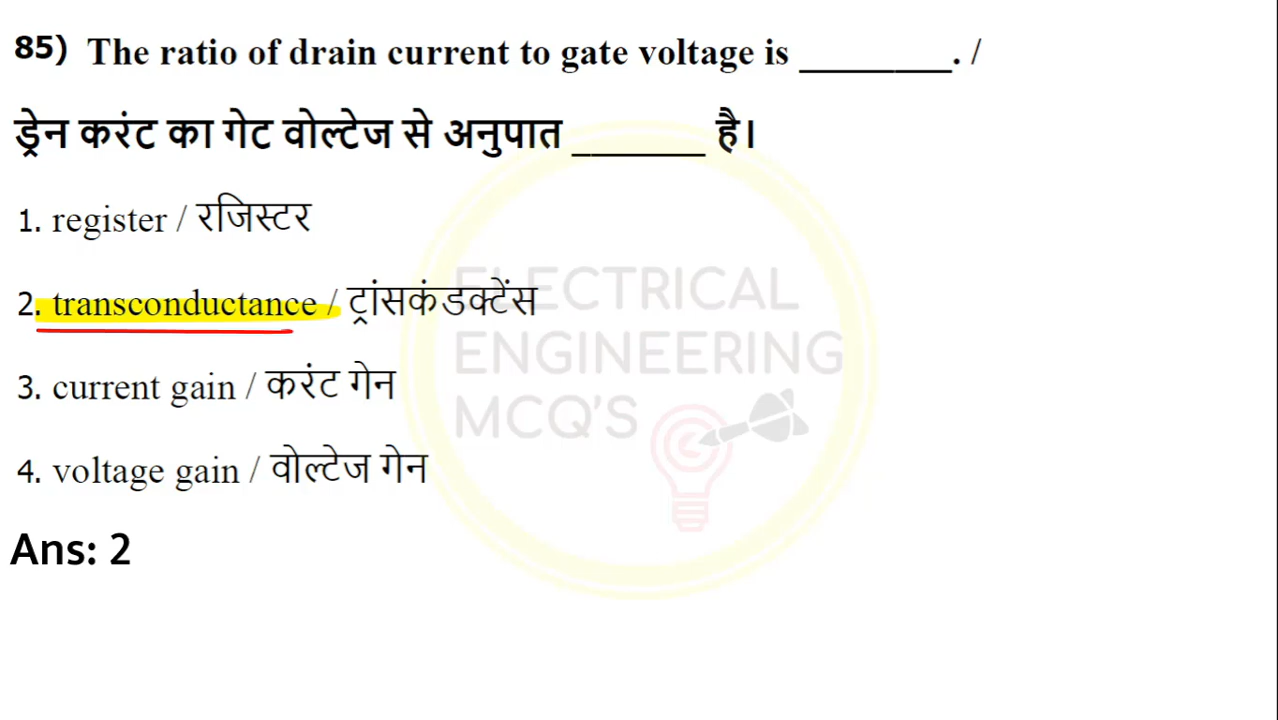 85) The ratio of drain current to gate voltage is ________. /
ड्रेन करंट का गेट वोल्टेज से अनुपात _______ है।
1. register / रजिस्टर
2. transconductance / ट्रांसकंडक्टेंस
3. current gain / करंट गेन
4. voltage gain / वोल्टेज गेन
Ans: 2
ELECTRICAL
ENGINEERING
MCQ'S